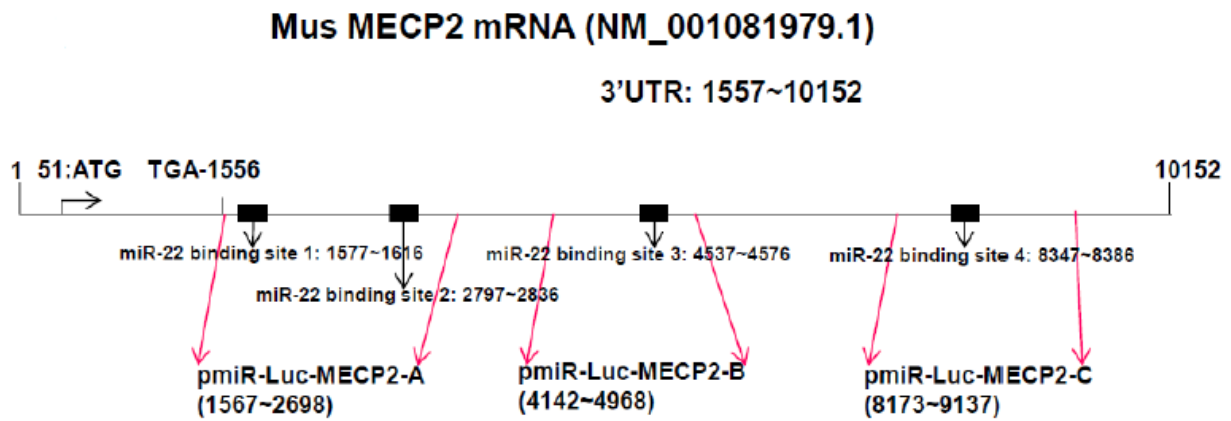 Mus MECP2 mRNA (NM_001081979.1)
3'UTR: 1557~10152
1 51:ATG TGA-1556 10152
miR-22 binding site 1: 1577~1616 miR-22 binding site 3: 4537~4576 miR-22 binding site 4: 8347~8386
miR-22 binding site 2: 2797~2836
pmiR-Luc-MECP2-A pmiR-Luc-MECP2-B pmiR-Luc-MECP2-C
(1567~2698) (4142~4968) (8173~9137)